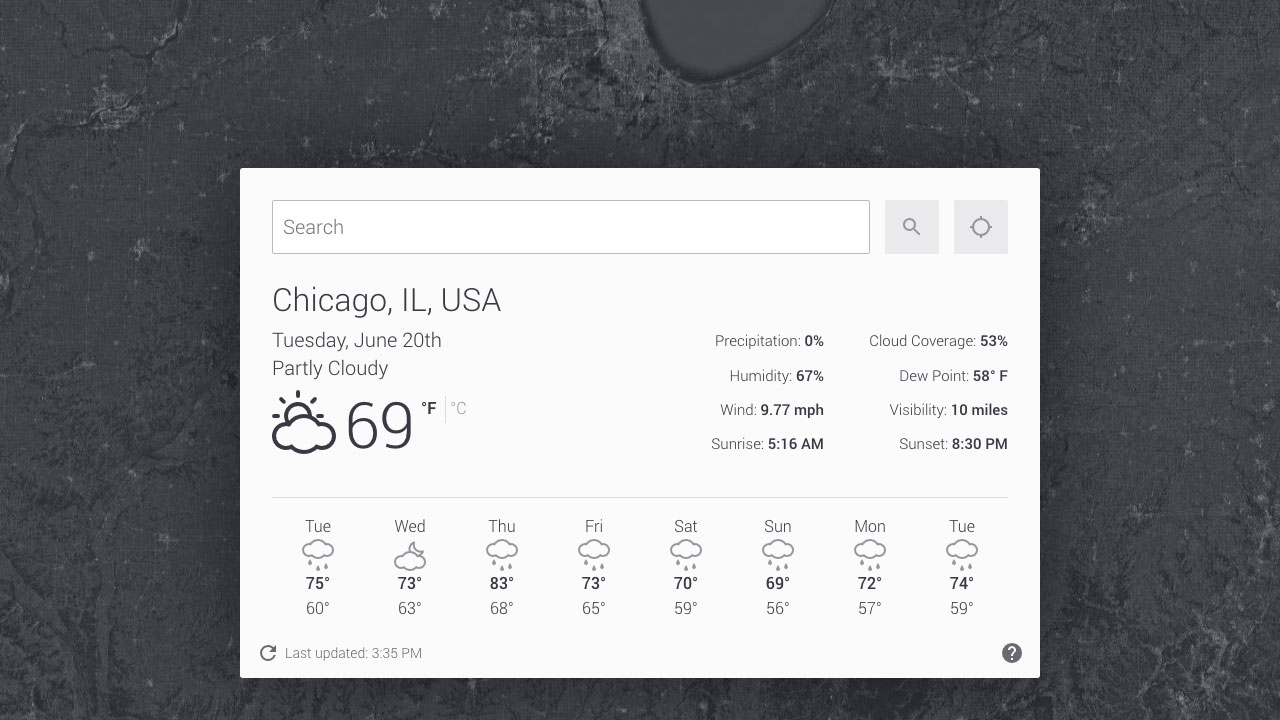 Search
Chicago, IL, USA
Tuesday, June 20th
Partly Cloudy
69 °F °C
Precipitation: 0% Cloud Coverage: 53%
Humidity: 67% Dew Point: 58° F
Wind: 9.77 mph Visibility: 10 miles
Sunrise: 5:16 AM Sunset: 8:30 PM
Tue Wed Thu Fri Sat Sun Mon Tue
75° 73° 83° 73° 70° 69° 72° 74°
60° 63° 68° 65° 59° 56° 57° 59°
Last updated: 3:35 PM ?